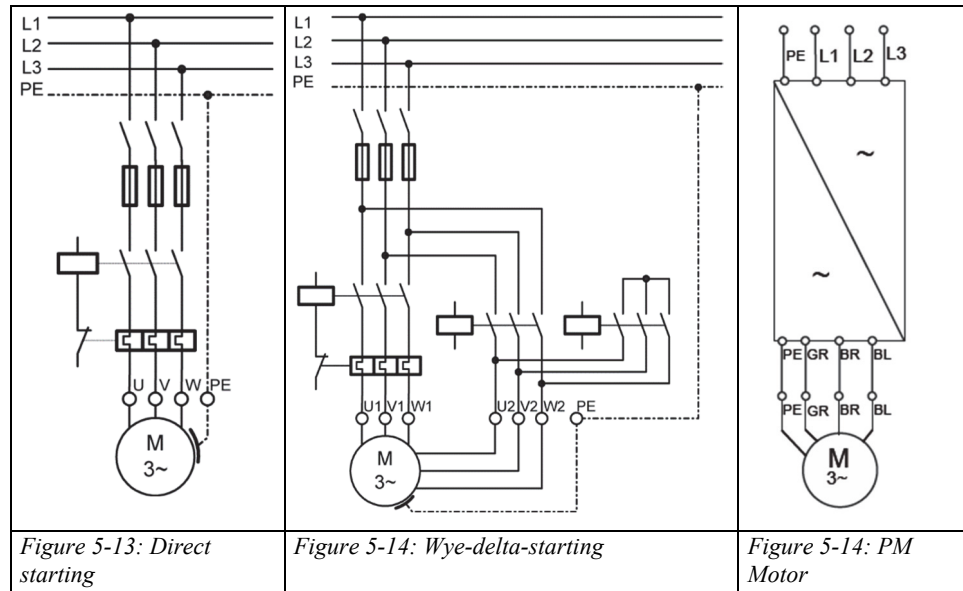 L1
L2
L3
PE
U V W PE
M
3~
Figure 5-13: Direct
starting
L1
L2
L3
PE
U1 V1 W1 U2 V2 W2 PE
M
3~
Figure 5-14: Wye-delta-starting
PE L1 L2 L3
~
~
PE GR BR BL
PE GR BR BL
M
3~
Figure 5-14: PM
Motor